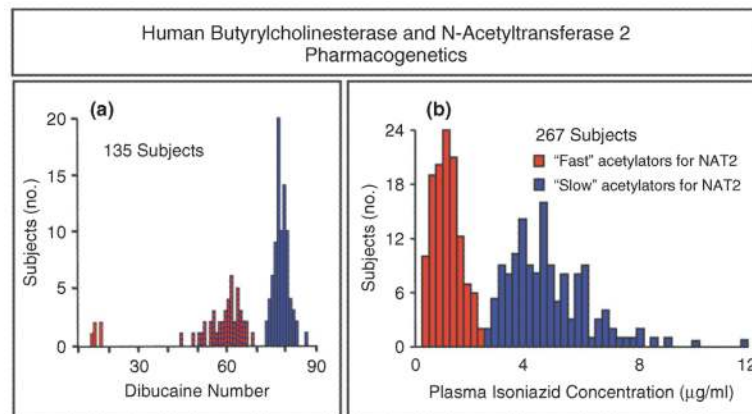 Human Butyrylcholinesterase and N-Acetyltransferase 2
Pharmacogenetics
(a)
135 Subjects
Subjects (no.)
20
15
10
5
0
30
60
90
Dibucaine Number
(b)
267 Subjects
"Fast" acetylators for NAT2
"Slow" acetylators for NAT2
Subjects (no.)
24
18
12
6
0
0
4
8
12
Plasma Isoniazid Concentration (μg/ml)